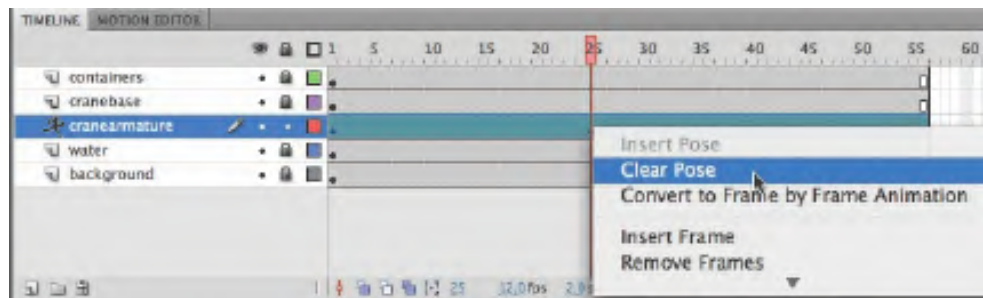 TIMELINE MOTION EDITOR
1 5 10 15 20 25 30 35 40 45 50 55 60
containers
cranebase
cranearmature
water
background
Insert Pose
Clear Pose
Convert to Frame by Frame Animation
Insert Frame
Remove Frames
25 12.0fps